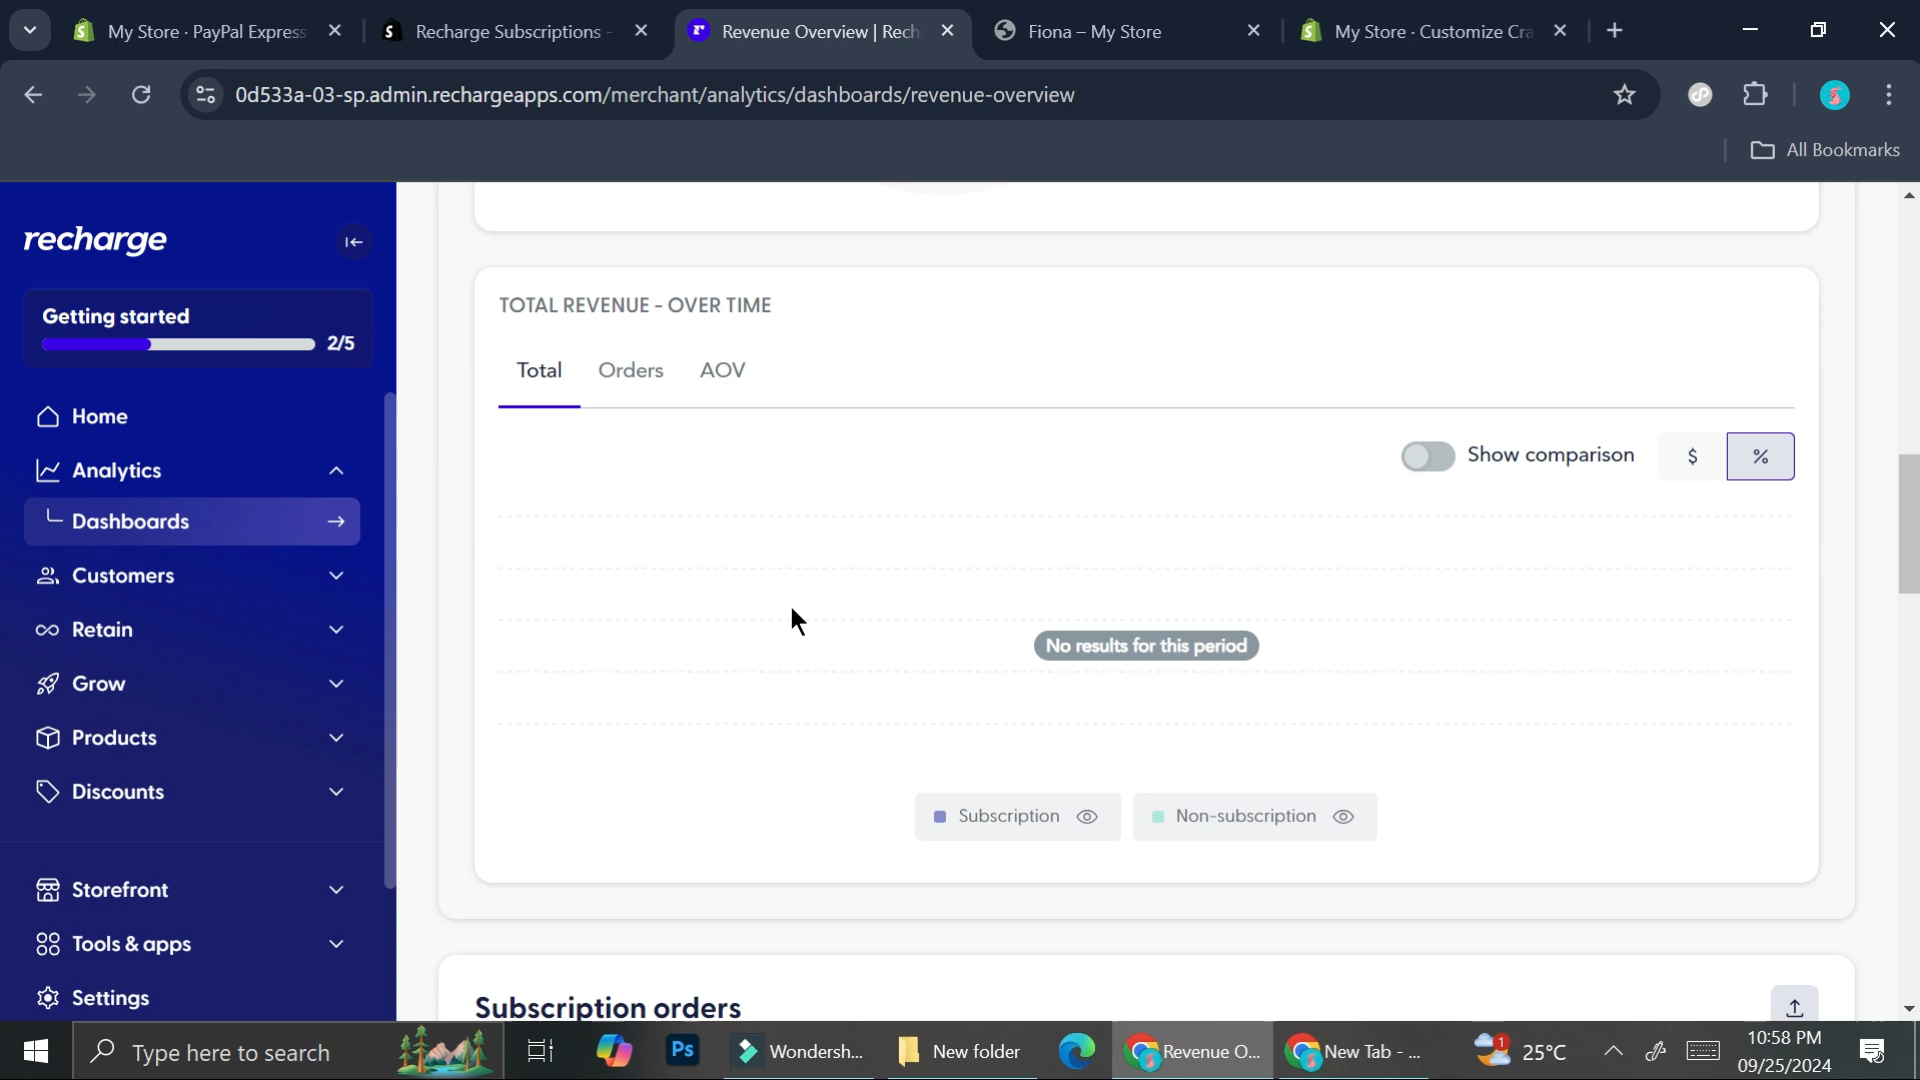 My Store · PayPal Express
Recharge Subscriptions -
Revenue Overview | Rech
Fiona – My Store
My Store · Customize Cra
0d533a-03-sp.admin.rechargeapps.com/merchant/analytics/dashboards/revenue-overview
All Bookmarks
recharge
Getting started
2/5
Home
Analytics
Dashboards
Customers
Retain
Grow
Products
Discounts
Storefront
Tools & apps
Settings
TOTAL REVENUE - OVER TIME
Total Orders AOV
Show comparison $ %
No results for this period
Subscription Non-subscription
Subscription orders
Type here to search
Ps
Wondersh...
New folder
Revenue O...
New Tab - ...
1
25°C
10:58 PM
09/25/2024